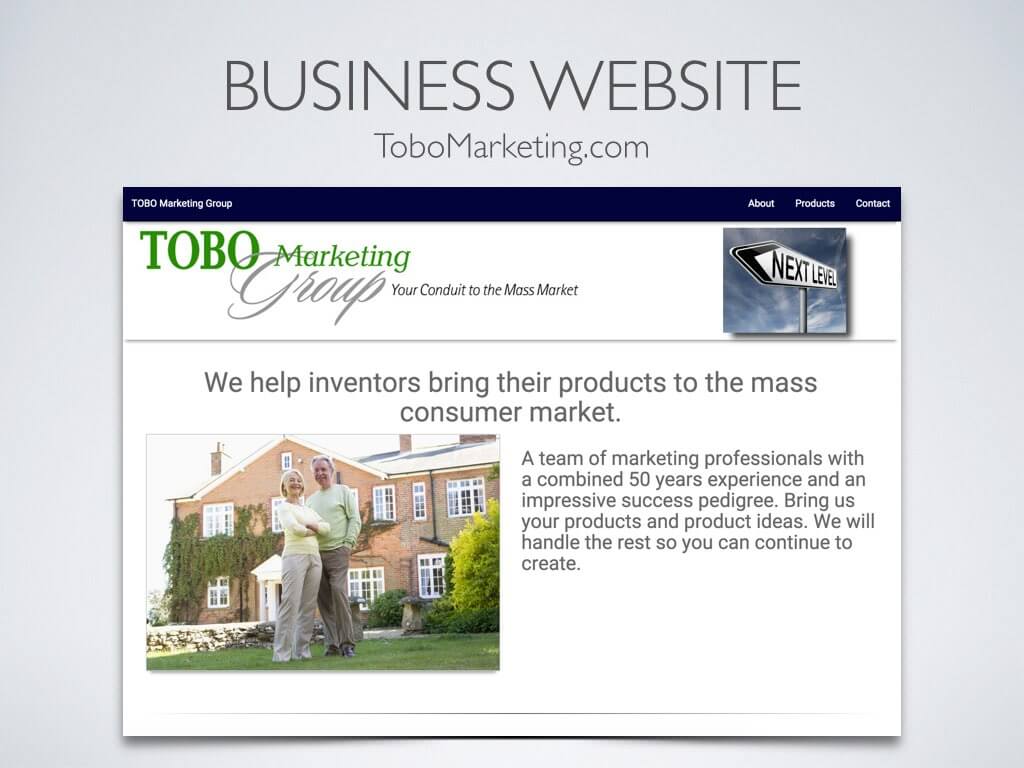 BUSINESS WEBSITE
ToboMarketing.com
TOBO Marketing Group
About
Products
Contact
TOBO Marketing
Group Your Conduit to the Mass Market
NEXT LEVEL
We help inventors bring their products to the mass
consumer market.
A team of marketing professionals with
a combined 50 years experience and an
impressive success pedigree. Bring us
your products and product ideas. We will
handle the rest so you can continue to
create.